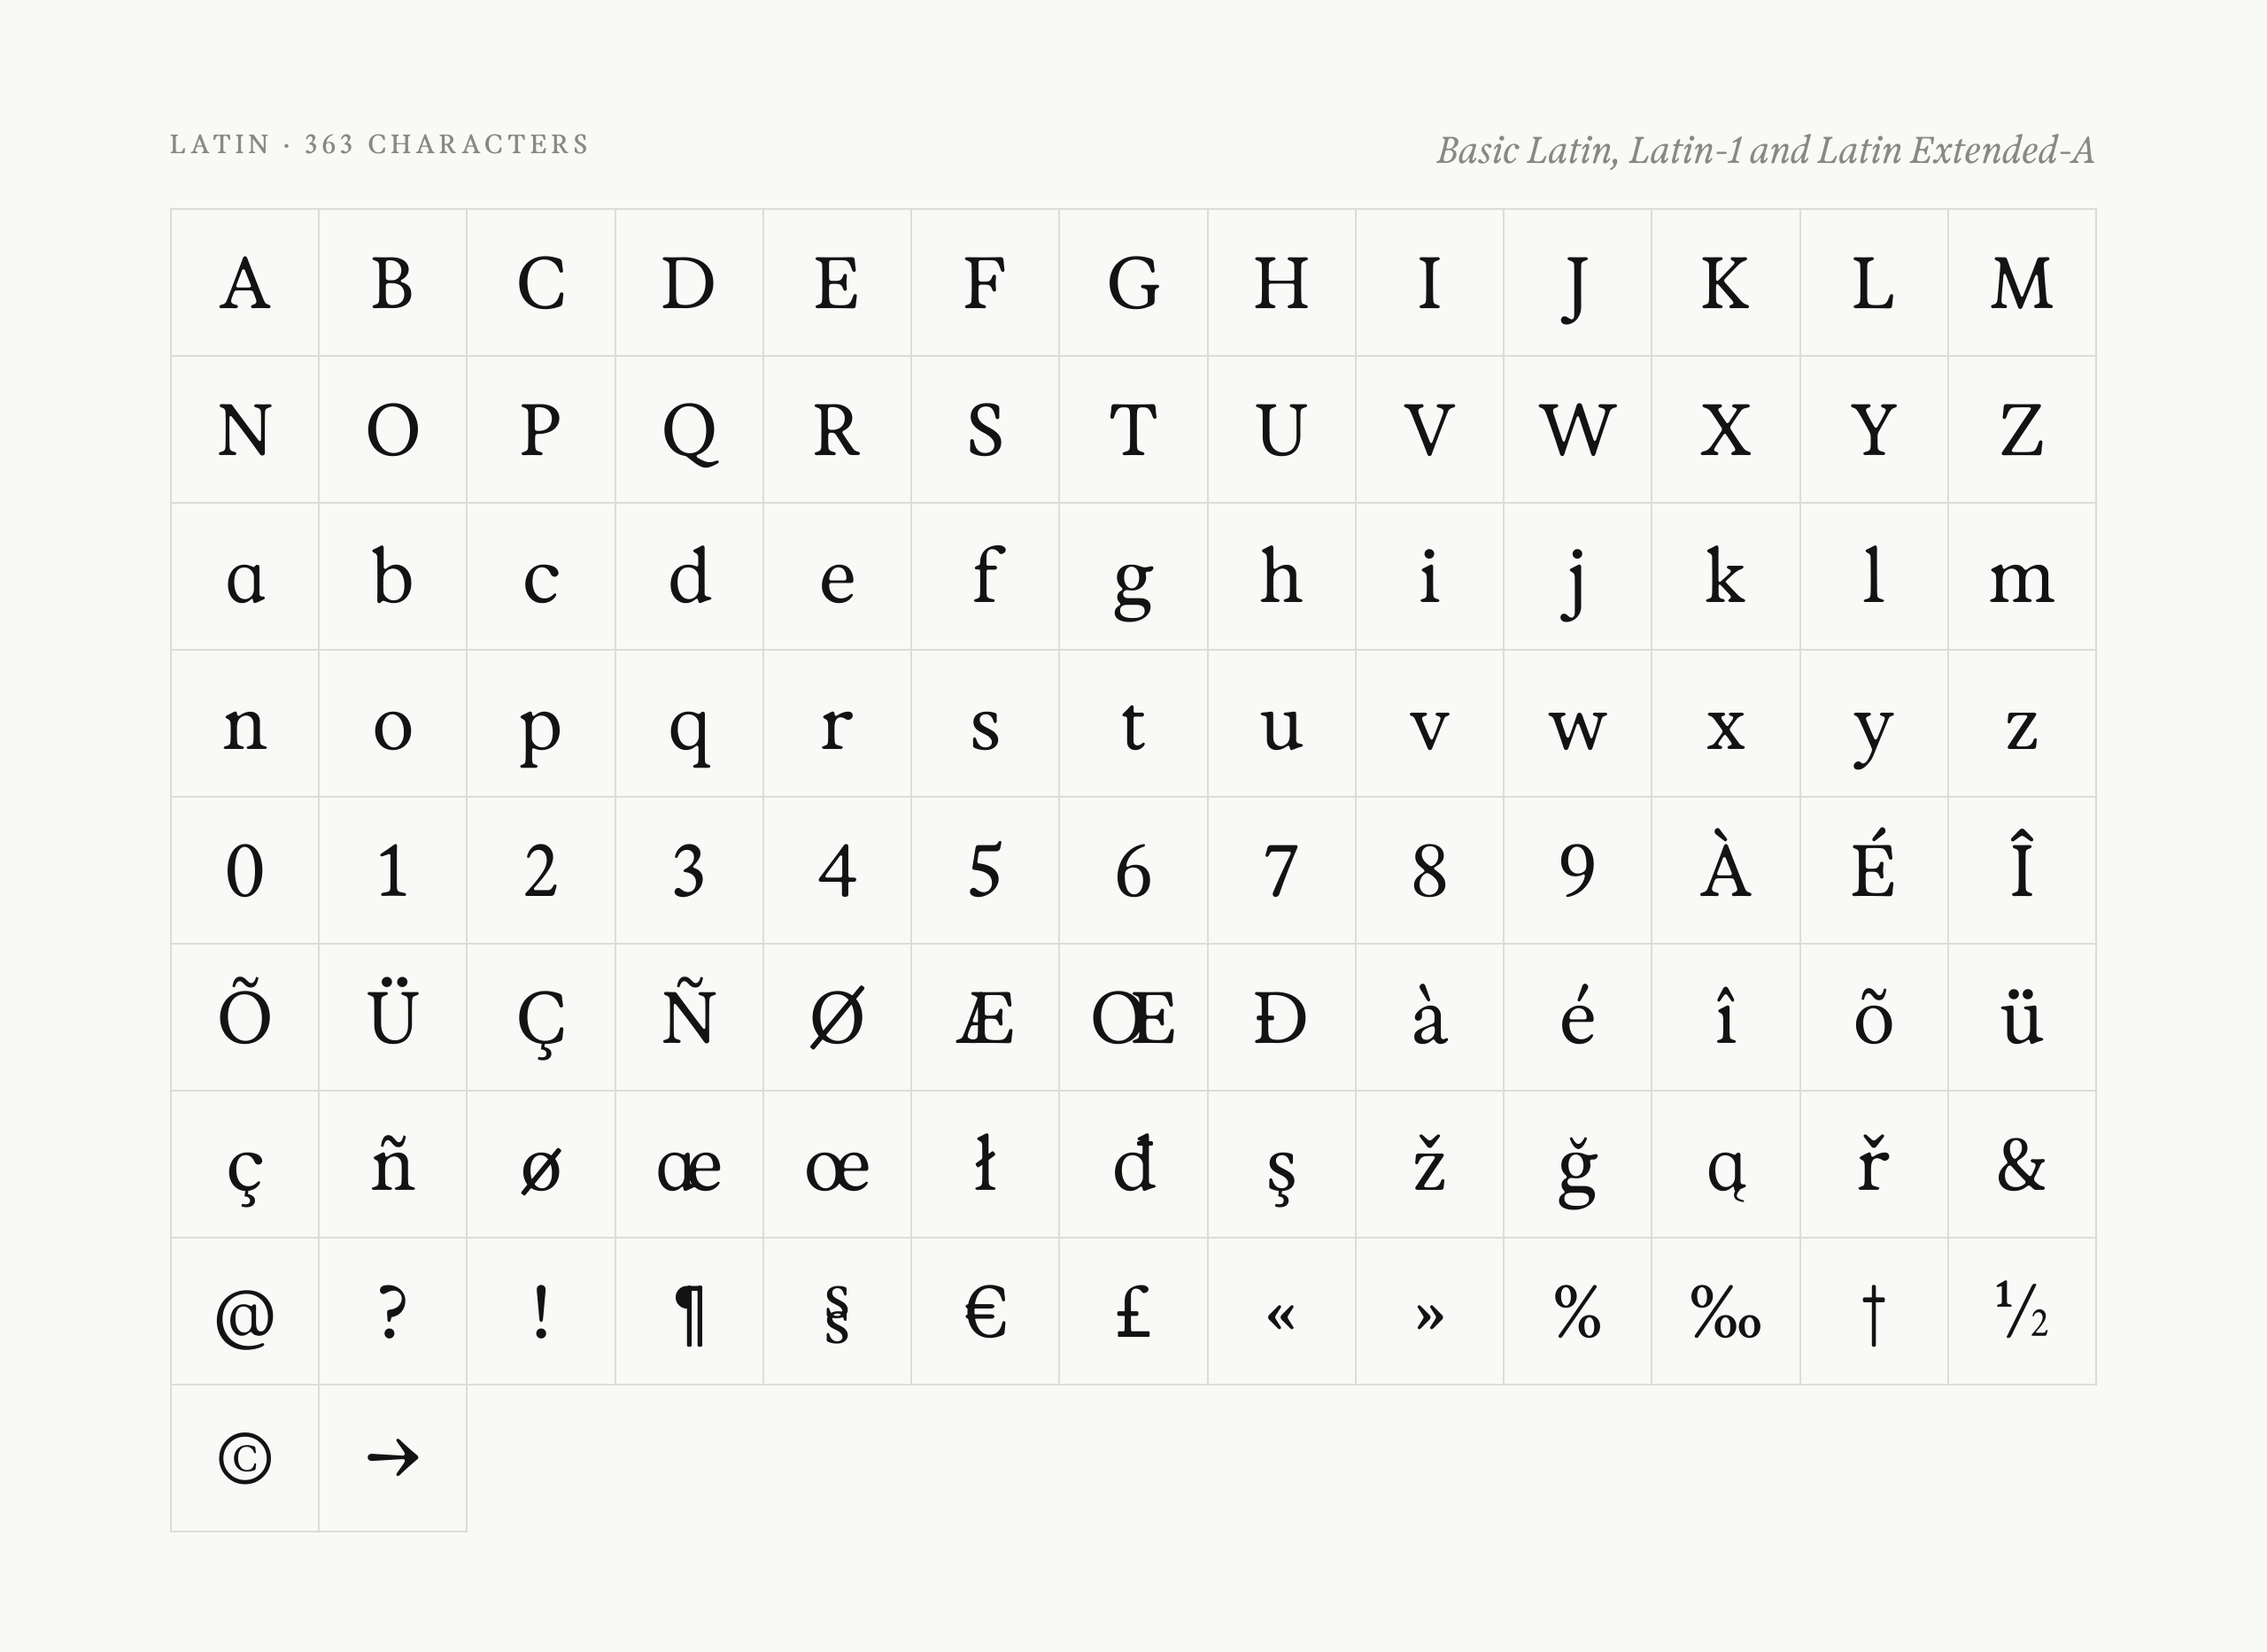 LATIN · 363 CHARACTERS
Basic Latin, Latin-1 and Latin Extended-A
A B C D E F G H I J K L M
N O P Q R S T U V W X Y Z
a b c d e f g h i j k l m
n o p q r s t u v w x y z
0 1 2 3 4 5 6 7 8 9 À É Î
Õ Ü Ç Ñ Ø Æ Œ Đ à é î õ ü
ç ñ ø æ œ ł đ ş ž ğ ą ř &
@ ? ! ¶ § € £ « » % ‰ † ½
© →